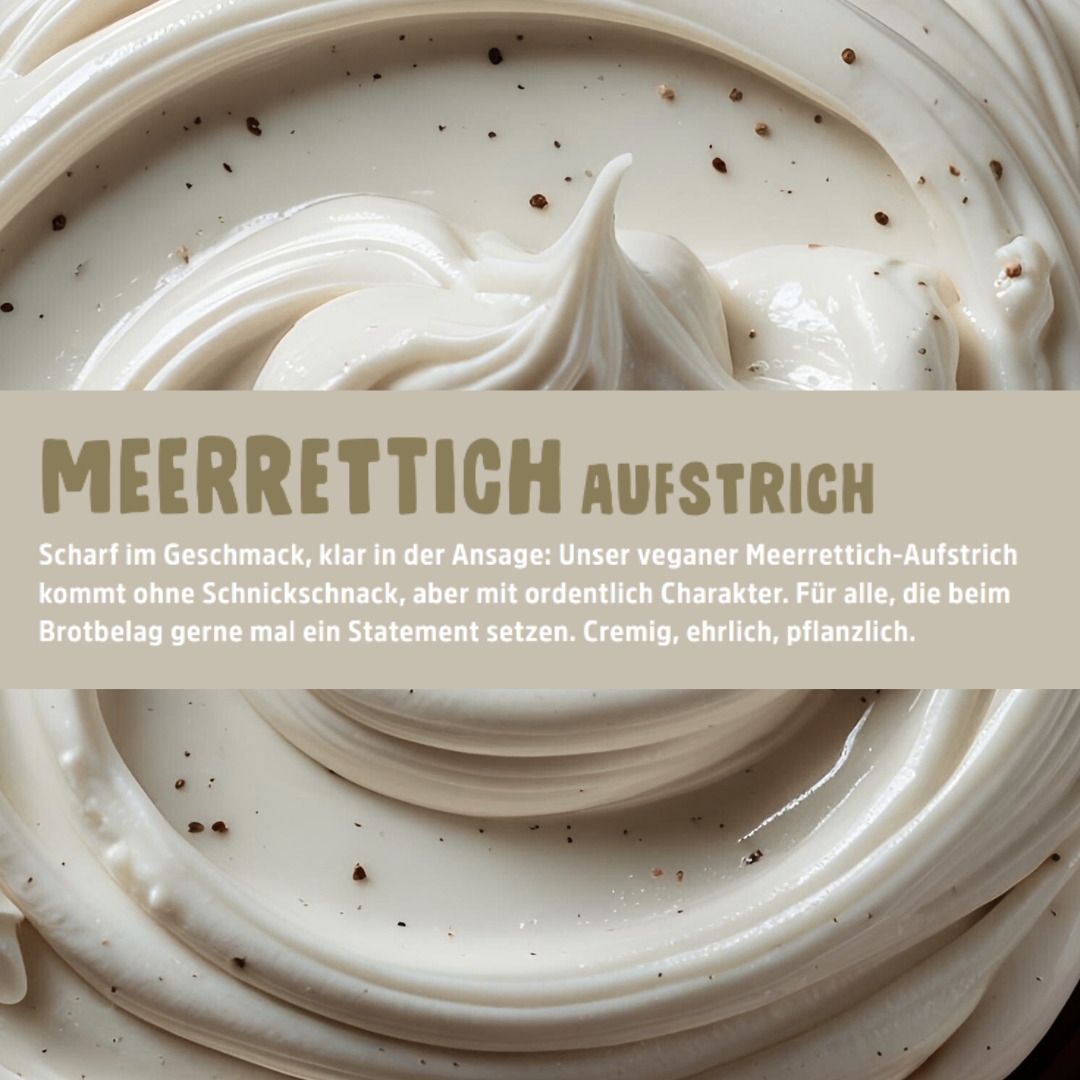 MEERRETTICH AUFSTRICH
Scharf im Geschmack, klar in der Ansage: Unser veganer Meerrettich-Aufstrich
kommt ohne Schnickschnack, aber mit ordentlich Charakter. Für alle, die beim
Brotbelag gerne mal ein Statement setzen. Cremig, ehrlich, pflanzlich.